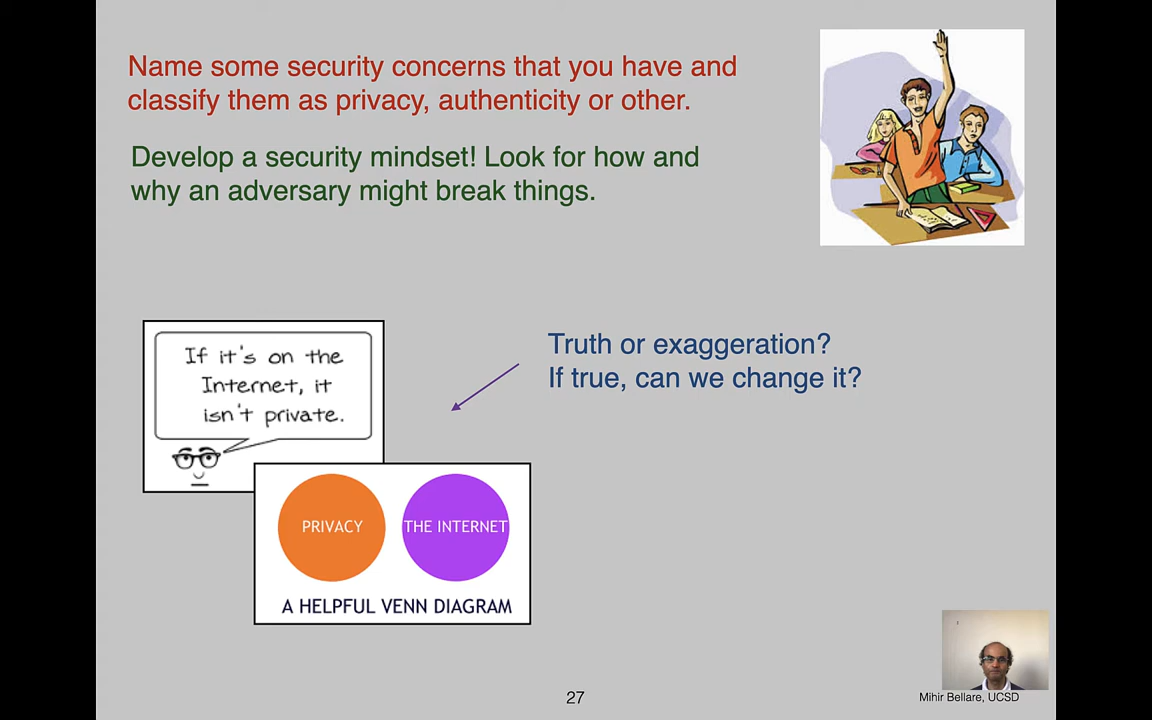 Name some security concerns that you have and
classify them as privacy, authenticity or other.
Develop a security mindset! Look for how and
why an adversary might break things.
Truth or exaggeration?
If true, can we change it?
If it's on the
Internet, it
isn't private.
PRIVACY
THE INTERNET
A HELPFUL VENN DIAGRAM
27
Mihir Bellare, UCSD